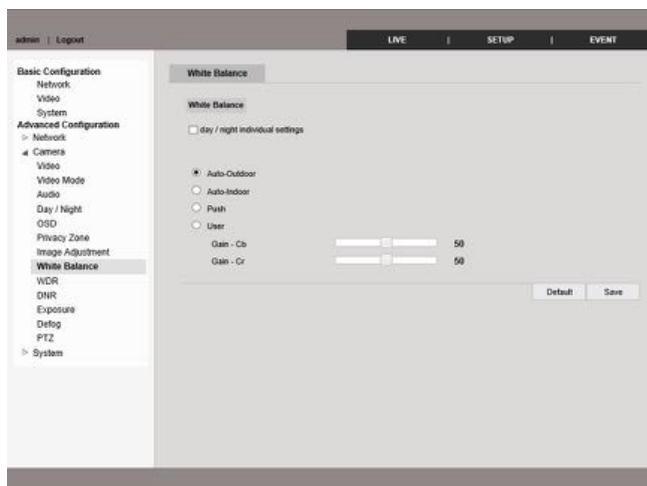 admin | Logout
LIVE | SETUP | EVENT
Basic Configuration
Network
Video
System
Advanced Configuration
Network
Camera
Video
Video Mode
Audio
Day / Night
OSD
Privacy Zone
Image Adjustment
White Balance
WDR
DNR
Exposure
Defog
PTZ
System
White Balance
White Balance
day / night individual settings
Auto-Outdoor
Auto-Indoor
Push
User
Gain - Cb 50
Gain - Cr 50
Default Save